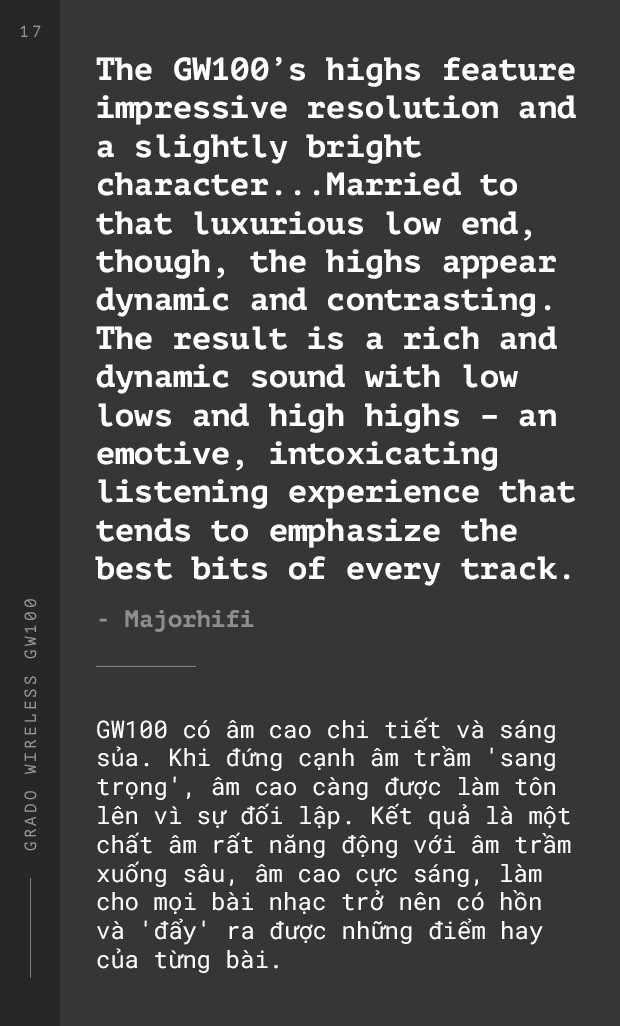 17
The GW100’s highs feature
impressive resolution and
a slightly bright
character...Married to
that luxurious low end,
though, the highs appear
dynamic and contrasting.
The result is a rich and
dynamic sound with low
lows and high highs – an
emotive, intoxicating
listening experience that
tends to emphasize the
best bits of every track.
- Majorhifi
GW100 có âm cao chi tiết và sáng
sủa. Khi đứng cạnh âm trầm 'sang
trọng', âm cao càng được làm tôn
lên vì sự đối lập. Kết quả là một
chất âm rất năng động với âm trầm
xuống sâu, âm cao cực sáng, làm
cho mọi bài nhạc trở nên có hồn
và 'đẩy' ra được những điểm hay
của từng bài.
GRADO WIRELESS GW100